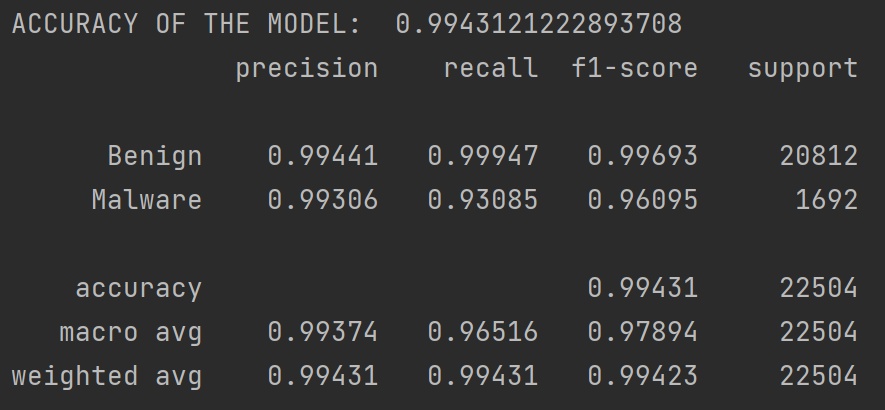 ACCURACY OF THE MODEL:  0.9943121222893708
              precision    recall  f1-score   support

      Benign    0.99441   0.99947   0.99693     20812
     Malware    0.99306   0.93085   0.96095      1692

    accuracy                        0.99431     22504
   macro avg    0.99374   0.96516   0.97894     22504
weighted avg    0.99431   0.99431   0.99423     22504